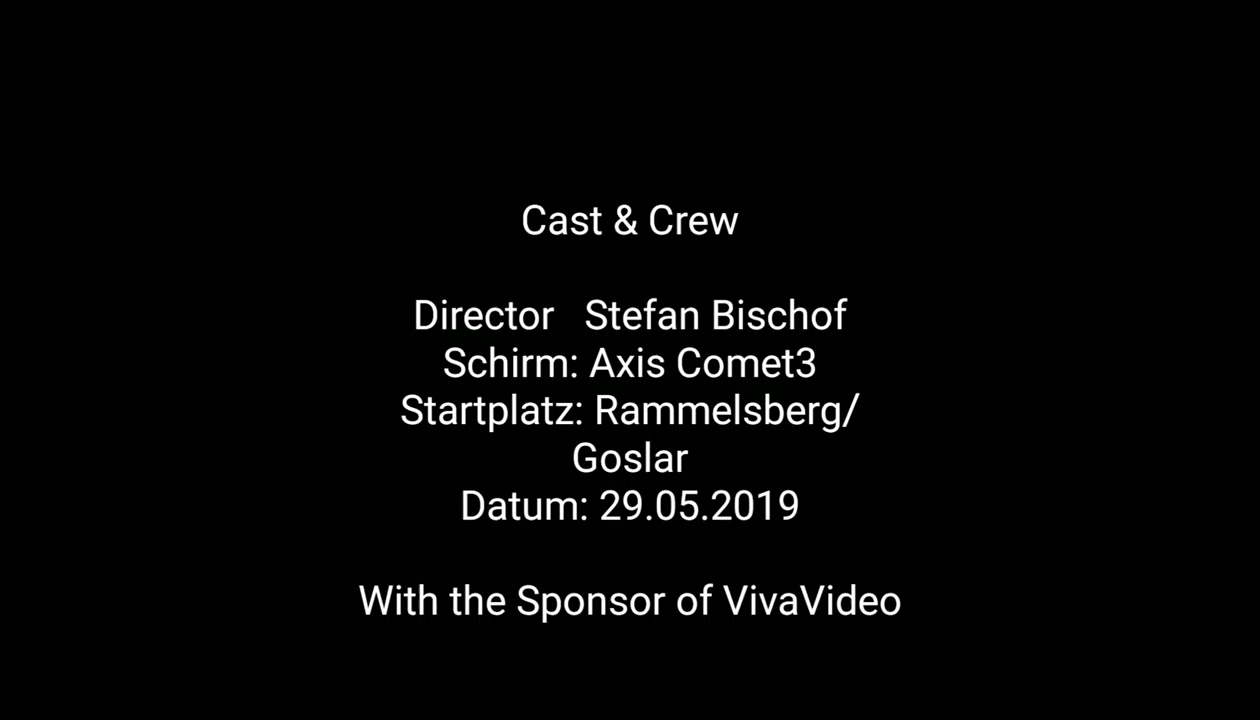 Cast & Crew
Director   Stefan Bischof
Schirm: Axis Comet3
Startplatz: Rammelsberg/
Goslar
Datum: 29.05.2019
With the Sponsor of VivaVideo